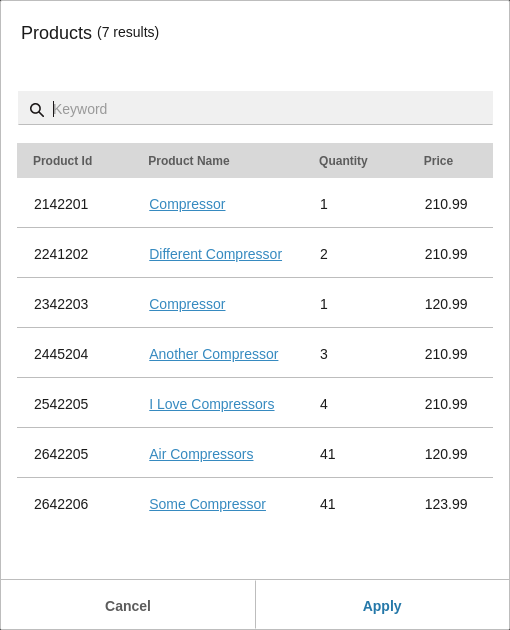 Products (7 results)
Keyword
Product Id Product Name Quantity Price
2142201 Compressor 1 210.99
2241202 Different Compressor 2 210.99
2342203 Compressor 1 120.99
2445204 Another Compressor 3 210.99
2542205 I Love Compressors 4 210.99
2642205 Air Compressors 41 120.99
2642206 Some Compressor 41 123.99
Cancel Apply